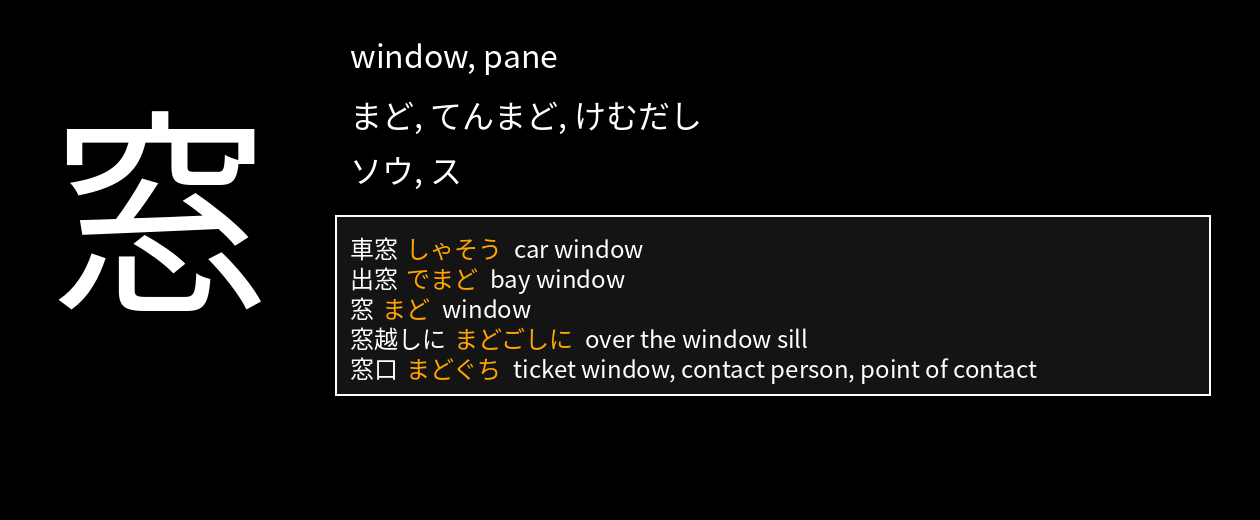 窓
window, pane
まど, てんまど, けむだし
ソウ, ス
車窓 しゃそう car window
出窓 でまど bay window
窓 まど window
窓越しに まどごしに over the window sill
窓口 まどぐち ticket window, contact person, point of contact